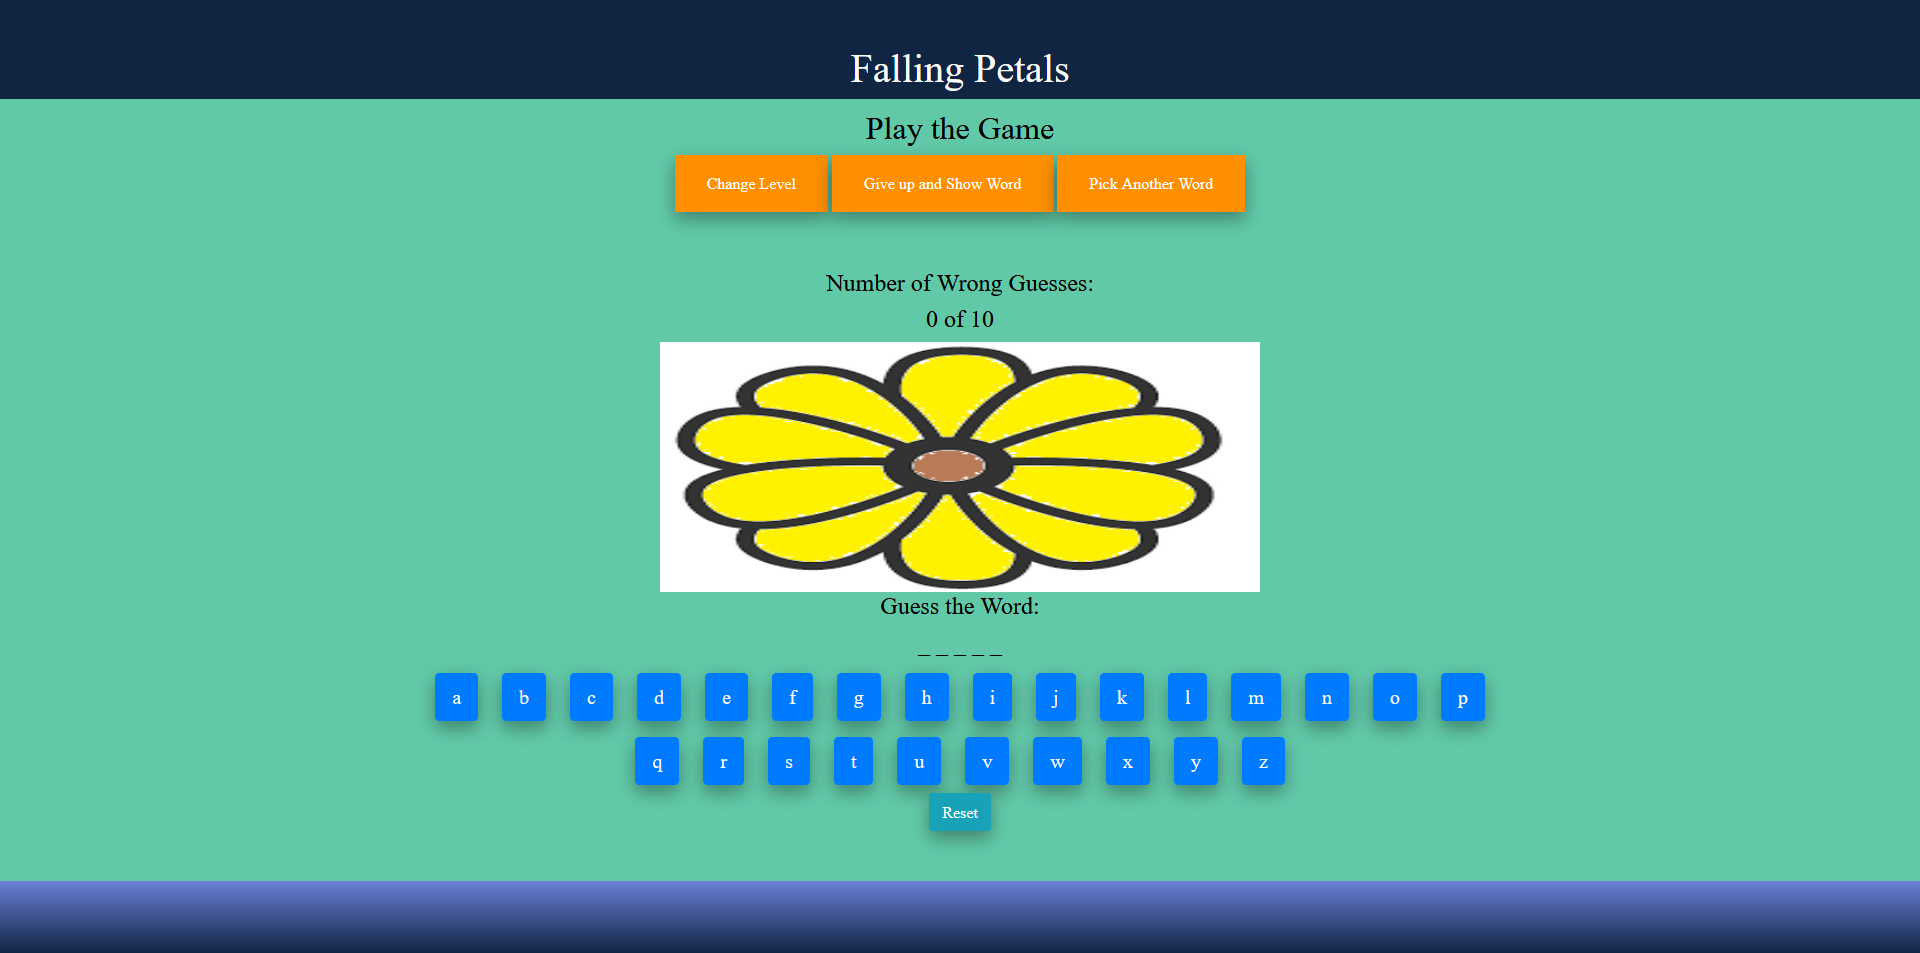 Falling Petals
Play the Game
Change Level Give up and Show Word Pick Another Word
Number of Wrong Guesses:
0 of 10
Guess the Word:
_ _ _ _ _
a b c d e f g h i j k l m n o p
q r s t u v w x y z
Reset